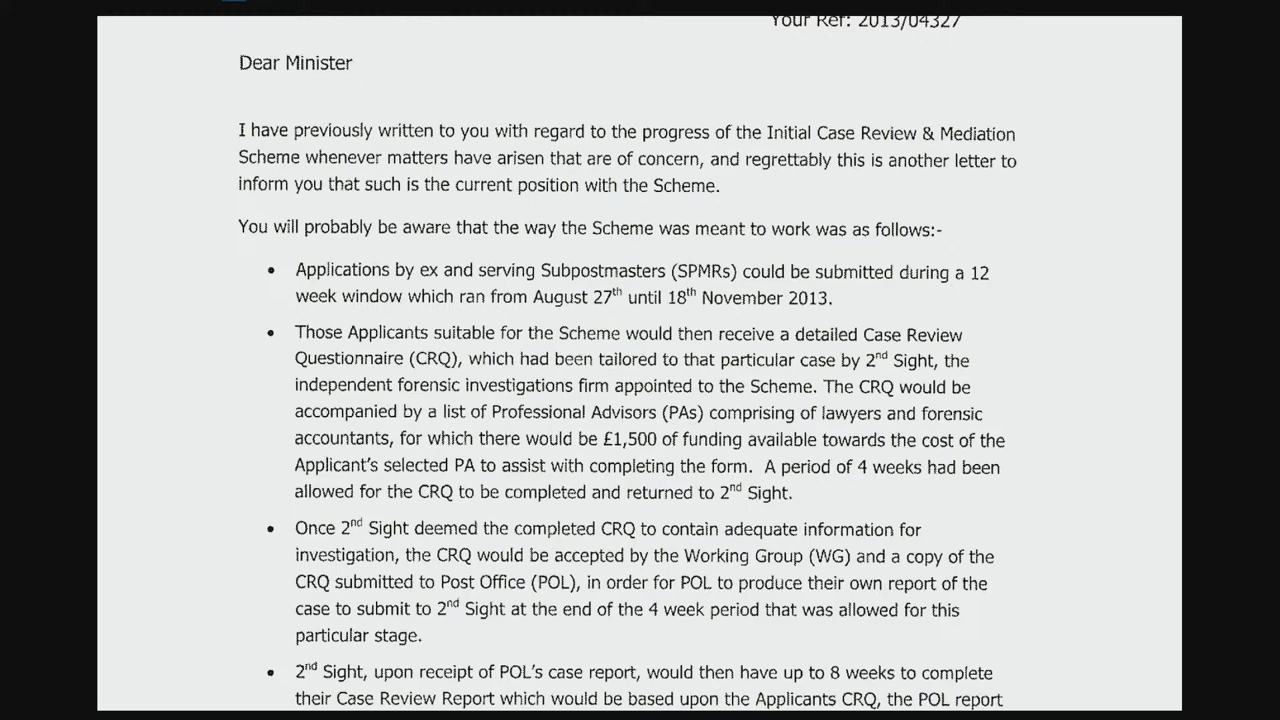 Your Ref: 2013/04327
Dear Minister
I have previously written to you with regard to the progress of the Initial Case Review & Mediation
Scheme whenever matters have arisen that are of concern, and regrettably this is another letter to
inform you that such is the current position with the Scheme.
You will probably be aware that the way the Scheme was meant to work was as follows:-
• Applications by ex and serving Subpostmasters (SPMRs) could be submitted during a 12
week window which ran from August 27th until 18th November 2013.
• Those Applicants suitable for the Scheme would then receive a detailed Case Review
Questionnaire (CRQ), which had been tailored to that particular case by 2nd Sight, the
independent forensic investigations firm appointed to the Scheme. The CRQ would be
accompanied by a list of Professional Advisors (PAs) comprising of lawyers and forensic
accountants, for which there would be £1,500 of funding available towards the cost of the
Applicant's selected PA to assist with completing the form.  A period of 4 weeks had been
allowed for the CRQ to be completed and returned to 2nd Sight.
• Once 2nd Sight deemed the completed CRQ to contain adequate information for
investigation, the CRQ would be accepted by the Working Group (WG) and a copy of the
CRQ submitted to Post Office (POL), in order for POL to produce their own report of the
case to submit to 2nd Sight at the end of the 4 week period that was allowed for this
particular stage.
• 2nd Sight, upon receipt of POL's case report, would then have up to 8 weeks to complete
their Case Review Report which would be based upon the Applicants CRQ, the POL report